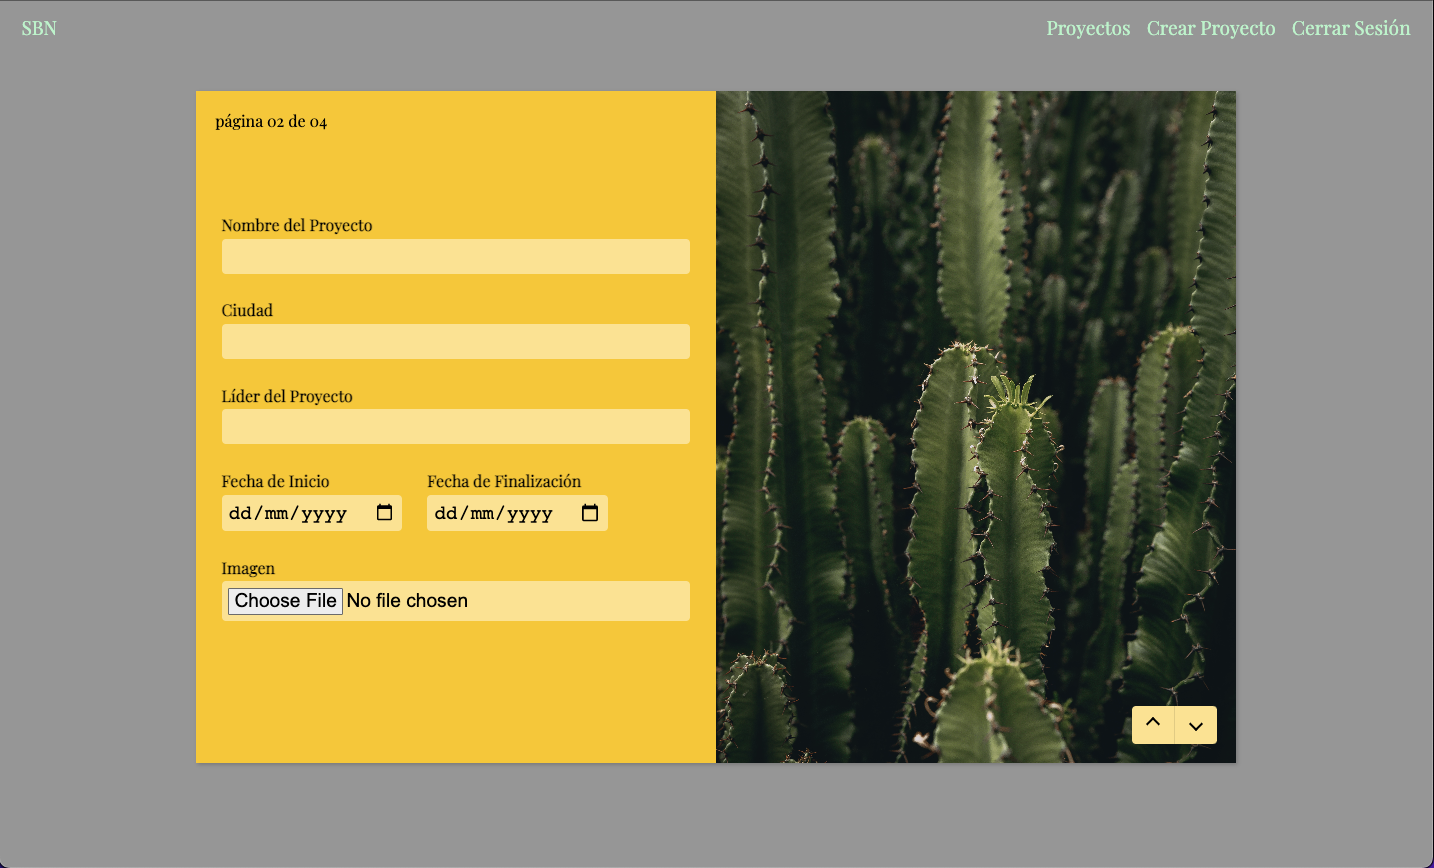 SBN
Proyectos Crear Proyecto Cerrar Sesión
página 02 de 04
Nombre del Proyecto
Ciudad
Líder del Proyecto
Fecha de Inicio Fecha de Finalización
dd/mm/yyyy dd/mm/yyyy
Imagen
Choose File No file chosen